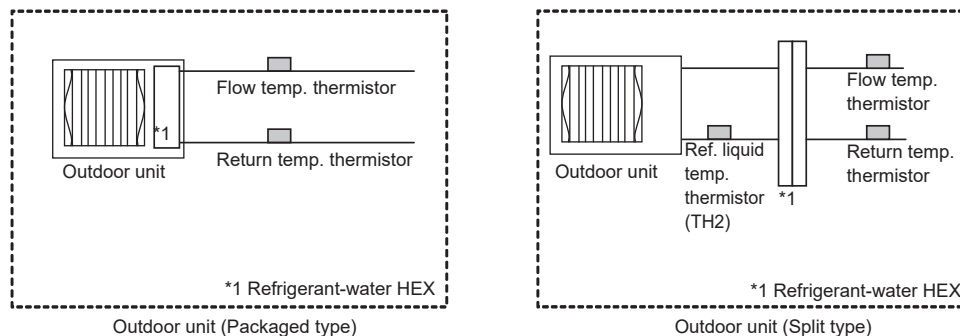 Flow temp. thermistor
*1
Return temp. thermistor
Outdoor unit
*1 Refrigerant-water HEX
Outdoor unit (Packaged type)
Flow temp.
thermistor
Ref. liquid
temp.
thermistor
(TH2)
Return temp.
thermistor
Outdoor unit
*1
*1 Refrigerant-water HEX
Outdoor unit (Split type)